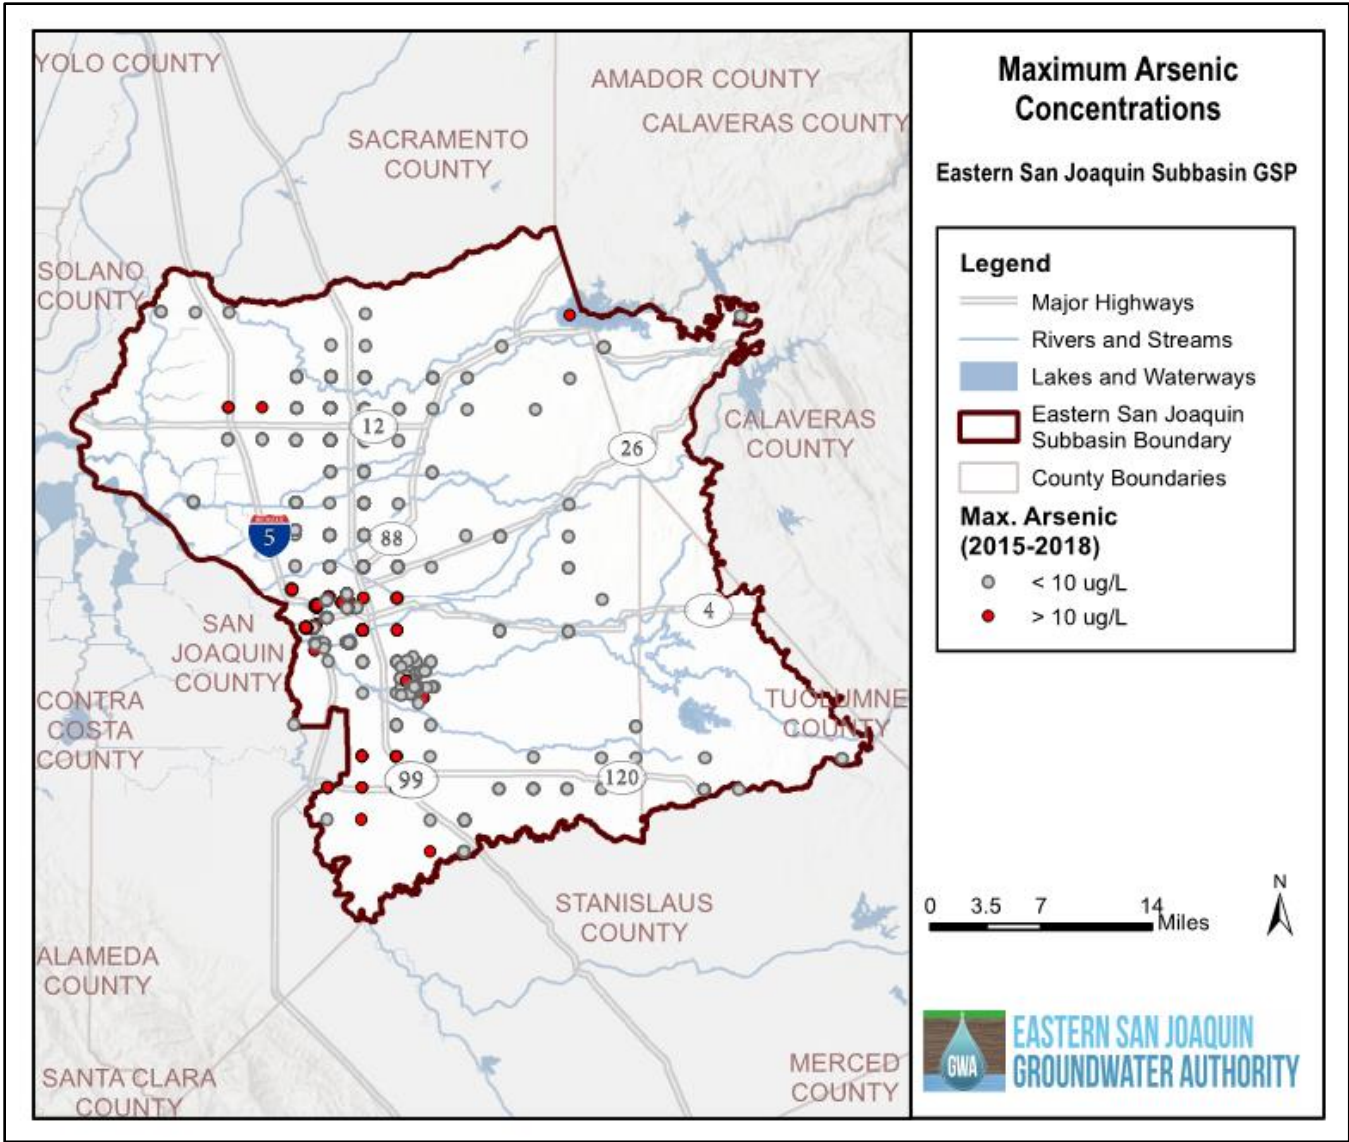 YOLO COUNTY
AMADOR COUNTY
CALAVERAS COUNTY
SACRAMENTO
COUNTY
SOLANO
COUNTY
CALAVERAS
COUNTY
12
26
5
88
4
SAN
JOAQUIN
COUNTY
CONTRA
COSTA
COUNTY
TUOLUMNE
COUNTY
99
120
STANISLAUS
COUNTY
ALAMEDA
COUNTY
SANTA CLARA
COUNTY
MERCED
COUNTY
Maximum Arsenic
Concentrations
Eastern San Joaquin Subbasin GSP
Legend
Major Highways
Rivers and Streams
Lakes and Waterways
Eastern San Joaquin
Subbasin Boundary
County Boundaries
Max. Arsenic
(2015-2018)
< 10 ug/L
> 10 ug/L
N
0 3.5 7 14
Miles
GWA
EASTERN SAN JOAQUIN
GROUNDWATER AUTHORITY